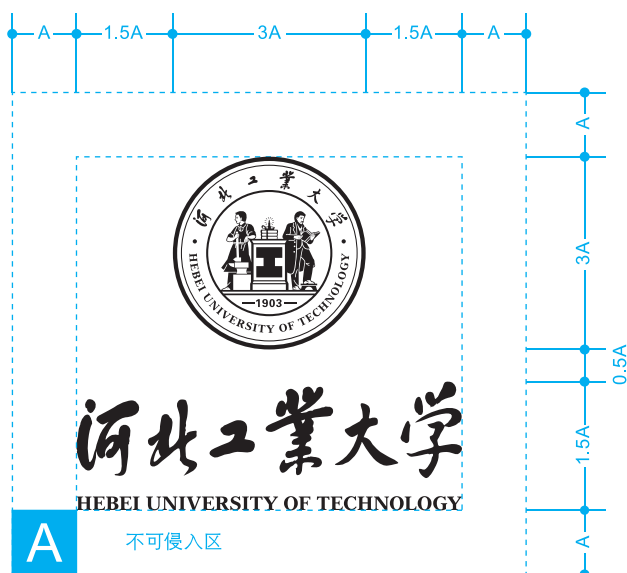 A 1.5A 3A 1.5A A
A
3A
0.5A
1.5A
A
河北工業大学
HEBEI UNIVERSITY OF TECHNOLOGY
1903
河北工業大学
HEBEI UNIVERSITY OF TECHNOLOGY
A
不可侵入区